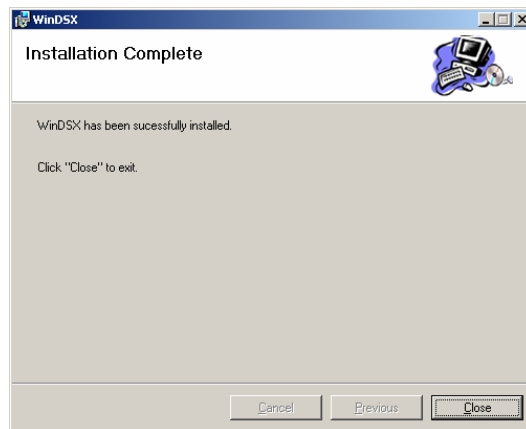 WinDSX
Installation Complete
WinDSX has been sucessfully installed.
Click "Close" to exit.
Cancel
Previous
Close